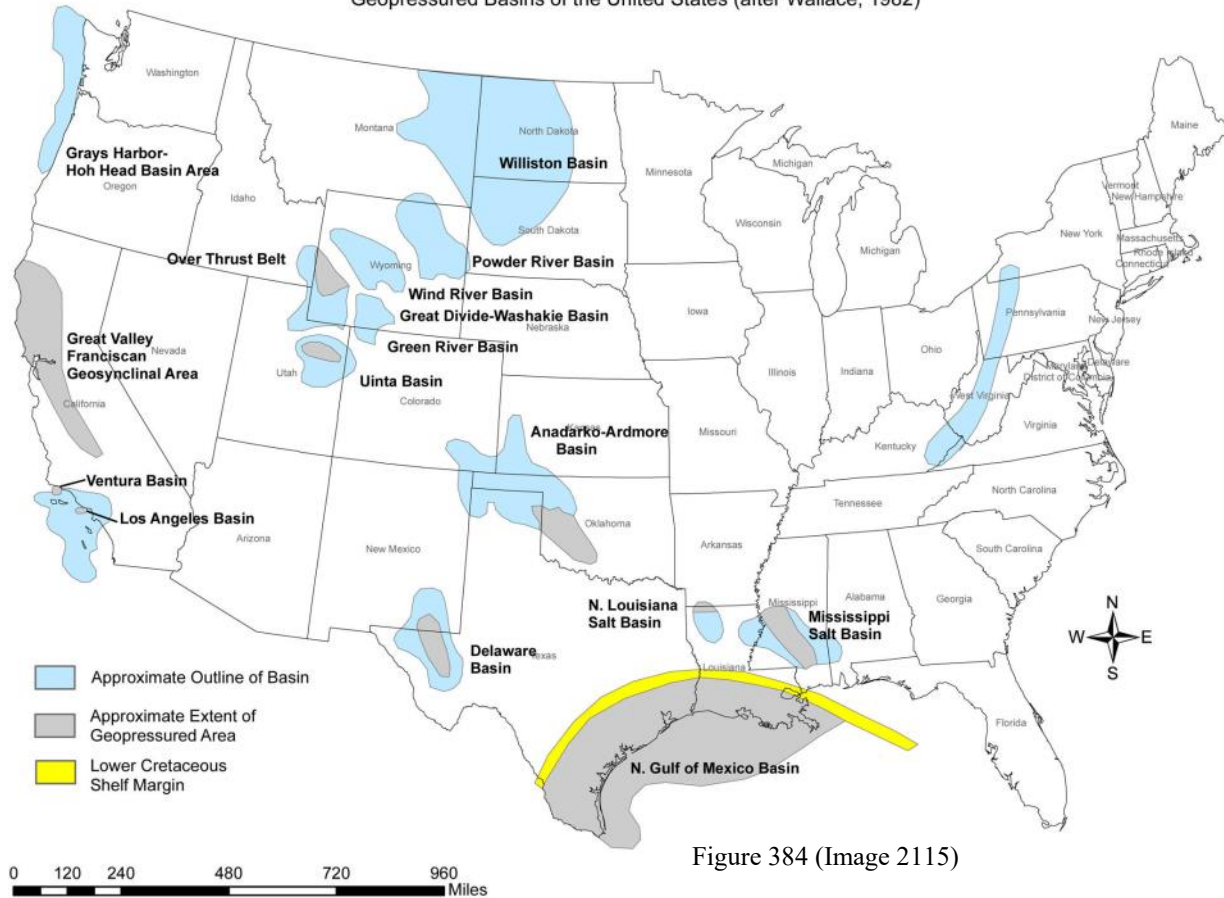 Geopressured Basins of the United States (after Wallace, 1982)
Washington
Montana
North Dakota
Minnesota
Michigan
Maine
Grays Harbor-
Hoh Head Basin Area
Oregon
Idaho
Williston Basin
South Dakota
Wisconsin
Michigan
Vermont
New Hampshire
New York
Massachusetts
Rhode Island
Connecticut
Over Thrust Belt
Wyoming
Powder River Basin
Wind River Basin
Great Divide-Washakie Basin
Nebraska
Green River Basin
Iowa
Pennsylvania
New Jersey
Great Valley
Franciscan
Geosynclinal Area
Nevada
California
Utah
Uinta Basin
Colorado
Illinois
Indiana
Ohio
Maryland
Delaware
District of Columbia
West Virginia
Virginia
Kentucky
Anadarko-Ardmore
Basin
Kansas
Missouri
Ventura Basin
Los Angeles Basin
Arizona
New Mexico
Oklahoma
Arkansas
Tennessee
North Carolina
South Carolina
N. Louisiana
Salt Basin
Mississippi
Alabama
Georgia
Mississippi
Salt Basin
Delaware
Basin
Texas
Louisiana
Florida
N. Gulf of Mexico Basin
N
W E
S
Approximate Outline of Basin
Approximate Extent of
Geopressured Area
Lower Cretaceous
Shelf Margin
Figure 384 (Image 2115)
0 120 240 480 720 960
Miles